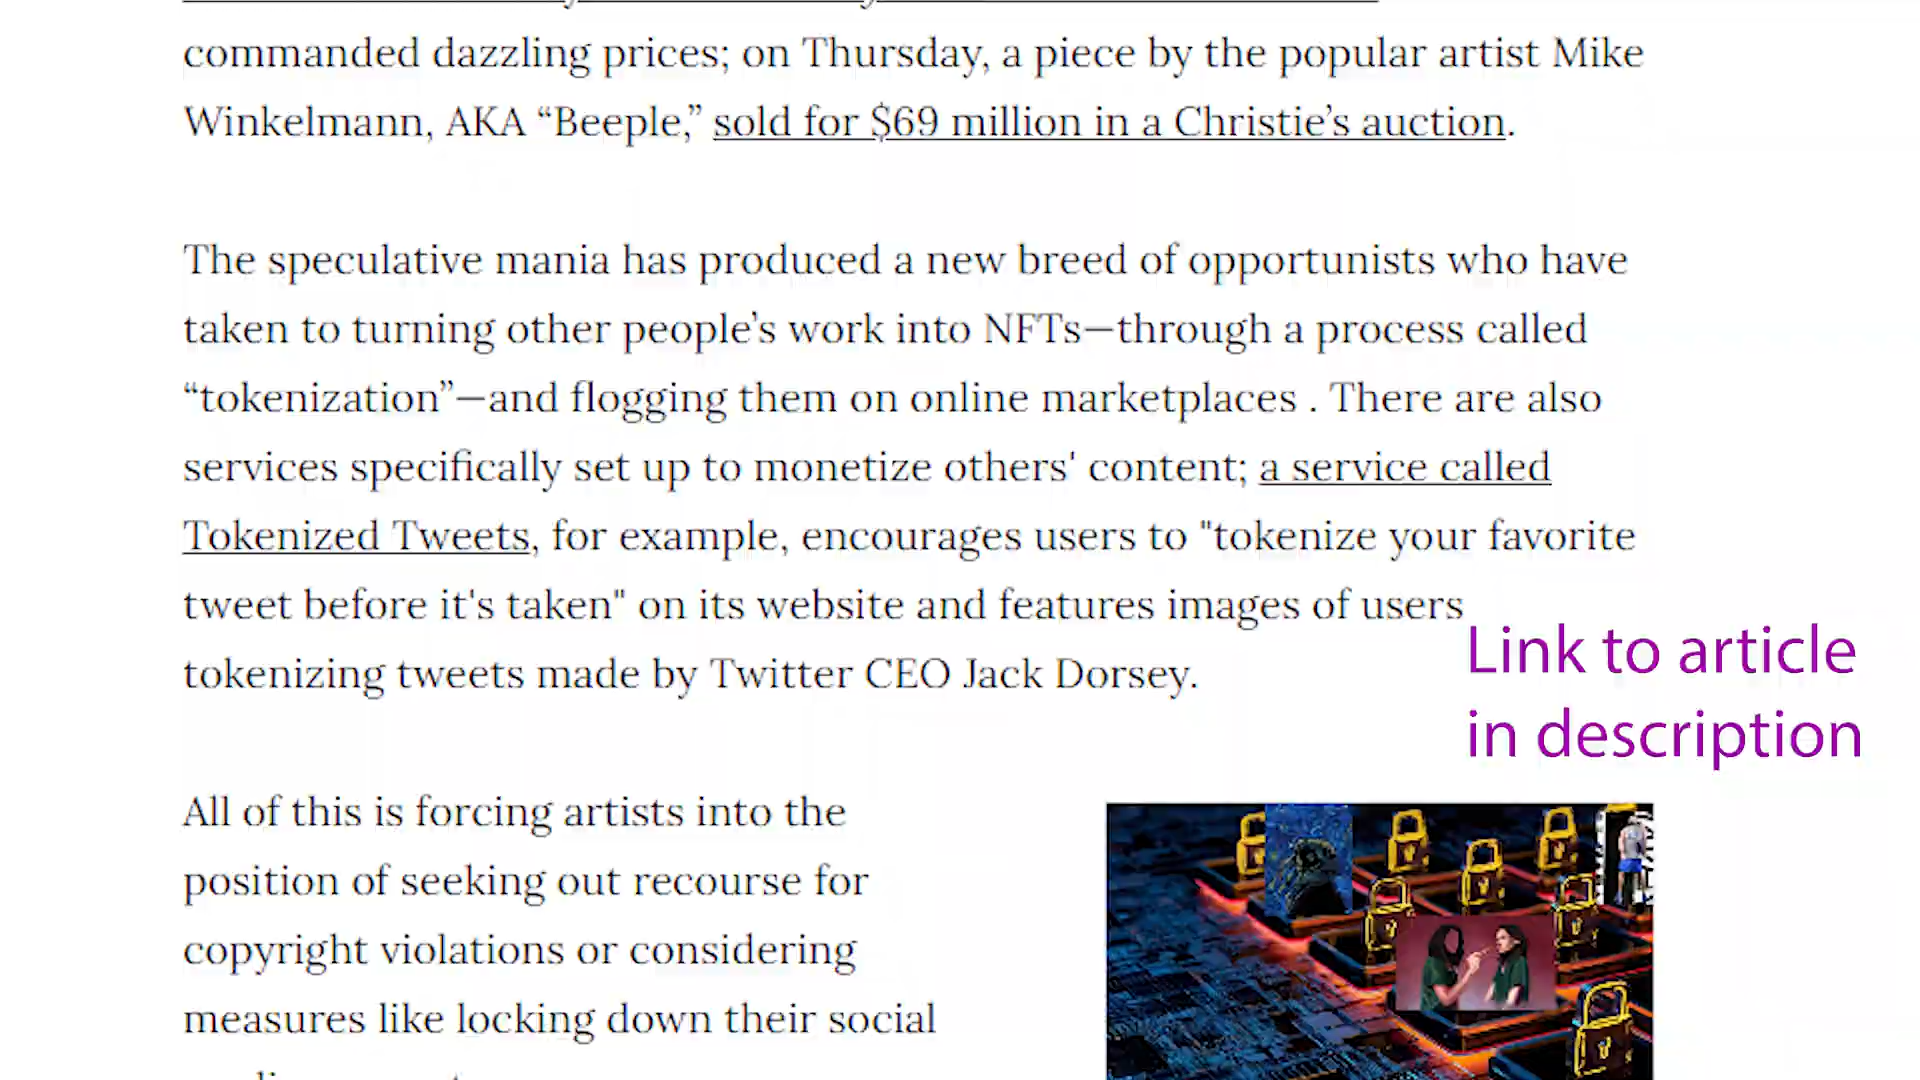 commanded dazzling prices; on Thursday, a piece by the popular artist Mike
Winkelmann, AKA “Beeple,” sold for $69 million in a Christie’s auction.
The speculative mania has produced a new breed of opportunists who have
taken to turning other people’s work into NFTs—through a process called
“tokenization”—and flogging them on online marketplaces . There are also
services specifically set up to monetize others' content; a service called
Tokenized Tweets, for example, encourages users to "tokenize your favorite
tweet before it's taken" on its website and features images of users
tokenizing tweets made by Twitter CEO Jack Dorsey.
Link to article
in description
All of this is forcing artists into the
position of seeking out recourse for
copyright violations or considering
measures like locking down their social